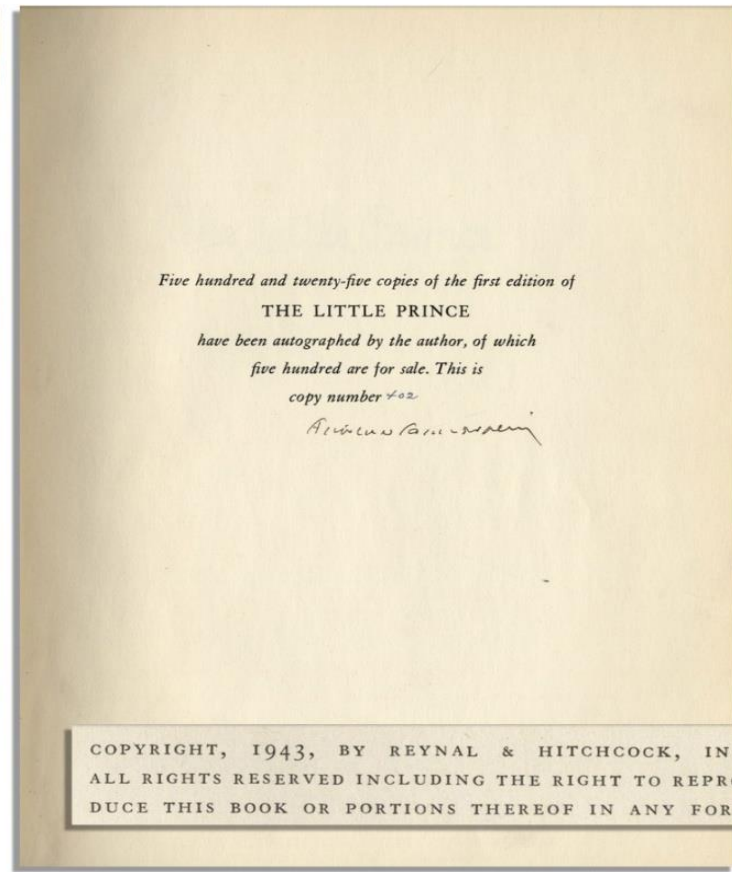 Five hundred and twenty-five copies of the first edition of
THE LITTLE PRINCE
have been autographed by the author, of which
five hundred are for sale. This is
copy number 402
COPYRIGHT, 1943, BY REYNAL & HITCHCOCK, IN
ALL RIGHTS RESERVED INCLUDING THE RIGHT TO REPRO
DUCE THIS BOOK OR PORTIONS THEREOF IN ANY FOR